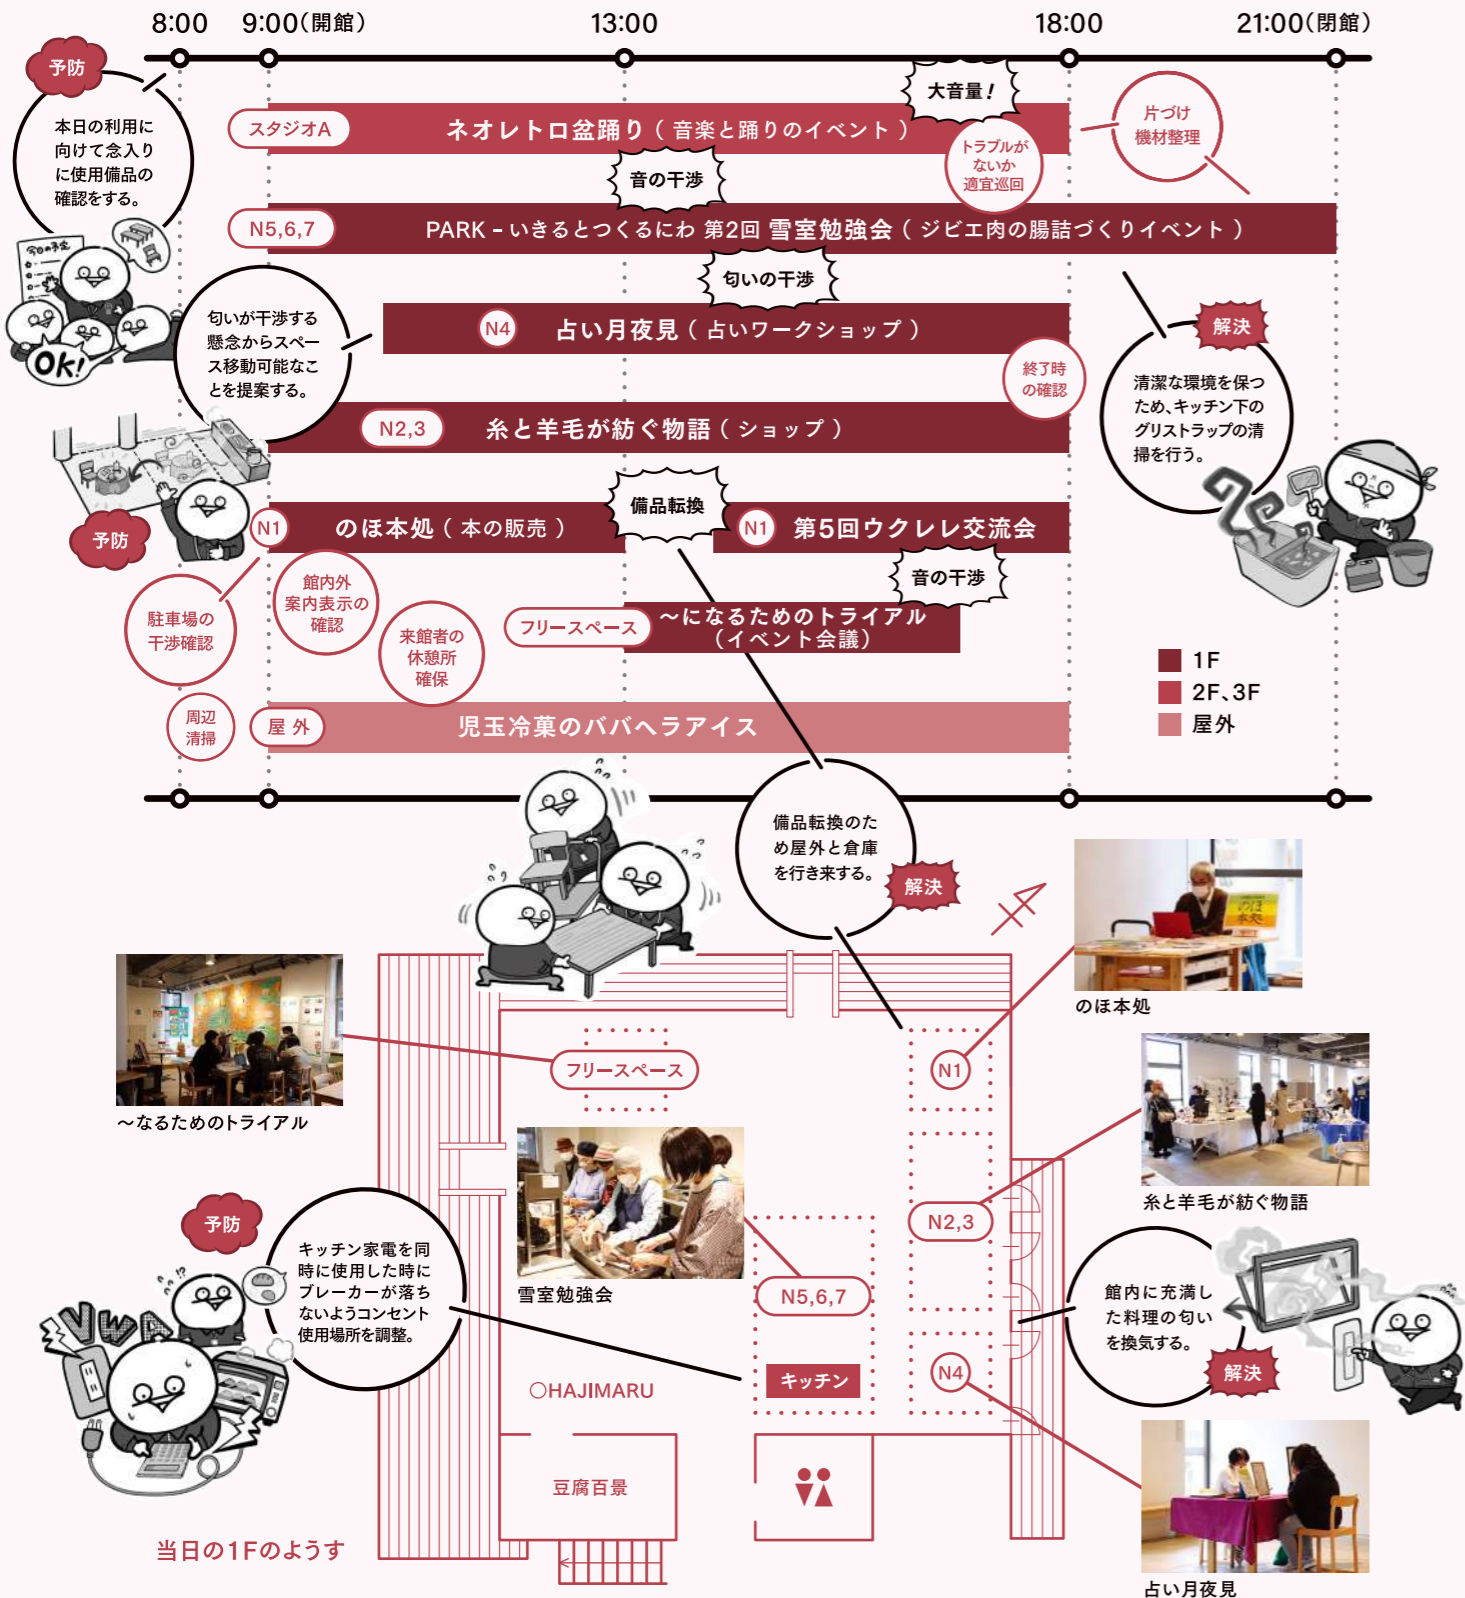 8:00
9:00(開館)
13:00
18:00
21:00(閉館)
予防
本日の利用に
向けて念入り
に使用備品の
確認をする。
今日の予定
OK!
スタジオA
ネオレトロ盆踊り（音楽と踊りのイベント）
大音量！
トラブルが
ないか
適宜巡回
片づけ
機材整理
音の干渉
N5,6,7
PARK – いきるとつくるにわ 第2回 雪室勉強会（ジビエ肉の腸詰づくりイベント）
匂いの干渉
匂いが干渉する
懸念からスペー
ス移動可能なこ
とを提案する。
予防
N4
占い月夜見（占いワークショップ）
終了時
の確認
解決
清潔な環境を保つ
ため、キッチン下の
グリストラップの清
掃を行う。
N2,3
糸と羊毛が紡ぐ物語（ショップ）
備品転換
N1
のほ本処（本の販売）
N1
第5回ウクレレ交流会
音の干渉
駐車場の
干渉確認
館内外
案内表示の
確認
来館者の
休憩所
確保
フリースペース
〜になるためのトライアル
（イベント会議）
周辺
清掃
屋外
児玉冷菓のババヘラアイス
1F
2F、3F
屋外
備品転換のた
め屋外と倉庫
を行き来する。
解決
のほ本処
のほ本処
〜なるためのトライアル
フリースペース
N1
糸と羊毛が紡ぐ物語
雪室勉強会
N2,3
N5,6,7
予防
キッチン家電を同
時に使用した時に
ブレーカーが落ち
ないようコンセント
使用場所を調整。
VWA
館内に充満し
た料理の匂い
を換気する。
解決
キッチン
N4
〇HAJIMARU
豆腐百景
占い月夜見
当日の1Fのようす